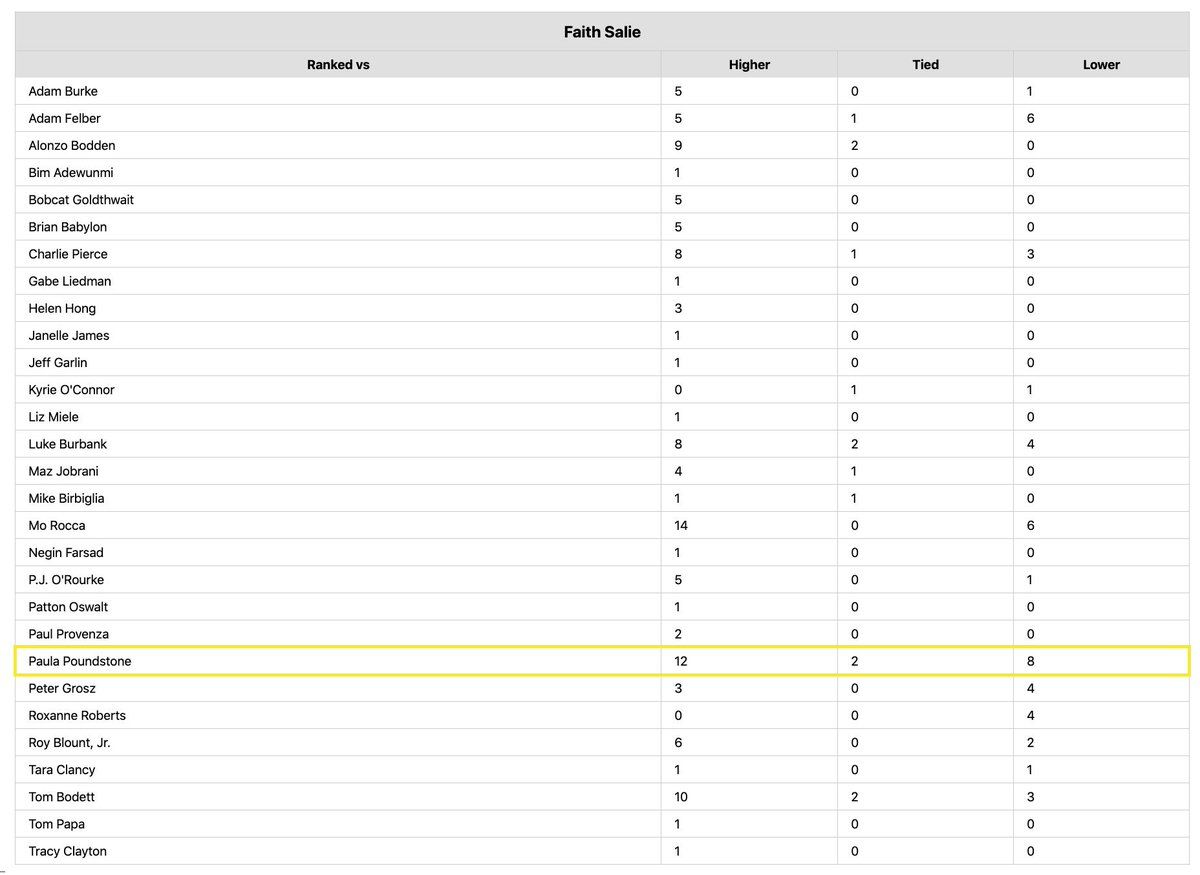 Faith Salie
Ranked vs Higher Tied Lower
Adam Burke 5 0 1
Adam Felber 5 1 6
Alonzo Bodden 9 2 0
Bim Adewunmi 1 0 0
Bobcat Goldthwait 5 0 0
Brian Babylon 5 0 0
Charlie Pierce 8 1 3
Gabe Liedman 1 0 0
Helen Hong 3 0 0
Janelle James 1 0 0
Jeff Garlin 1 0 0
Kyrie O'Connor 0 1 1
Liz Miele 1 0 0
Luke Burbank 8 2 4
Maz Jobrani 4 1 0
Mike Birbiglia 1 1 0
Mo Rocca 14 0 6
Negin Farsad 1 0 0
P.J. O'Rourke 5 0 1
Patton Oswalt 1 0 0
Paul Provenza 2 0 0
Paula Poundstone 12 2 8
Peter Grosz 3 0 4
Roxanne Roberts 0 0 4
Roy Blount, Jr. 6 0 2
Tara Clancy 1 0 1
Tom Bodett 10 2 3
Tom Papa 1 0 0
Tracy Clayton 1 0 0